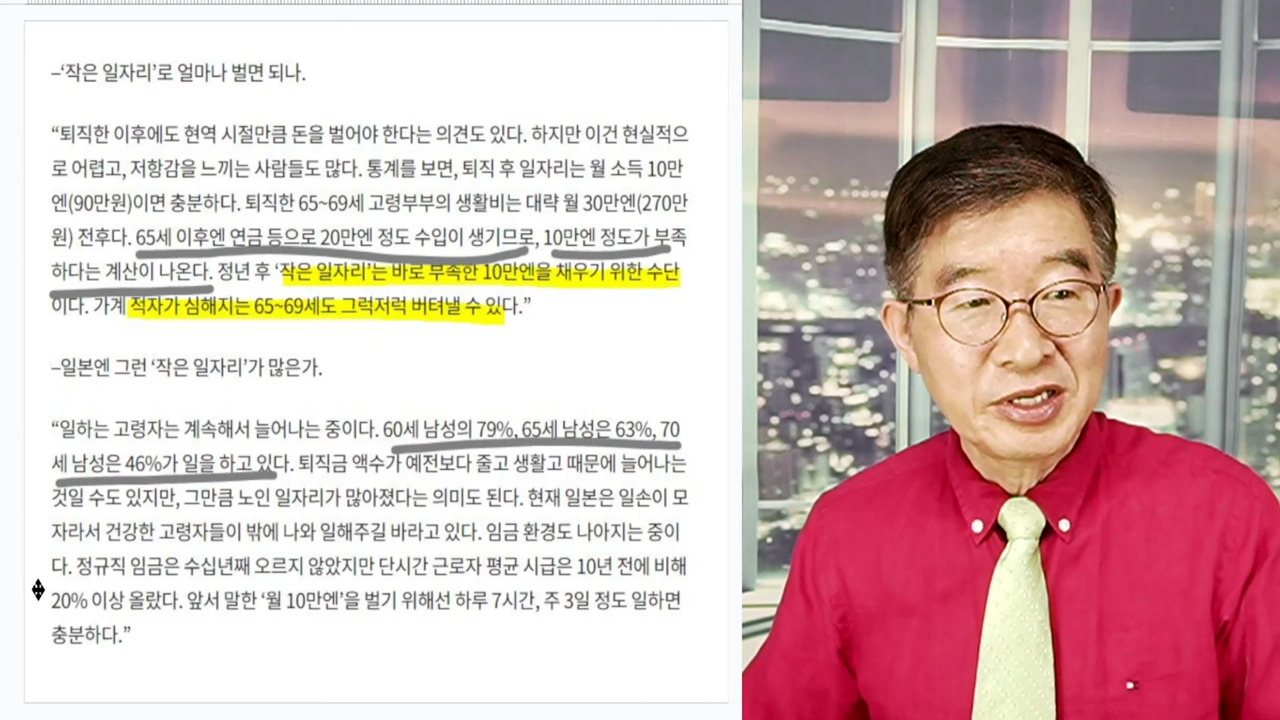 –‘작은 일자리’로 얼마나 벌면 되나.
“퇴직한 이후에도 현역 시절만큼 돈을 벌어야 한다는 의견도 있다. 하지만 이건 현실적으
로 어렵고, 저항감을 느끼는 사람들도 많다. 통계를 보면, 퇴직 후 일자리는 월 소득 10만
엔(90만원)이면 충분하다. 퇴직한 65~69세 고령부부의 생활비는 대략 월 30만엔(270만
원) 전후다. 65세 이후엔 연금 등으로 20만엔 정도 수입이 생기므로, 10만엔 정도가 부족
하다는 계산이 나온다. 정년 후 ‘작은 일자리’는 바로 부족한 10만엔을 채우기 위한 수단
이다. 가계 적자가 심해지는 65~69세도 그럭저럭 버텨낼 수 있다.”
–일본엔 그런 ‘작은 일자리’가 많은가.
“일하는 고령자는 계속해서 늘어나는 중이다. 60세 남성의 79%, 65세 남성은 63%, 70
세 남성은 46%가 일을 하고 있다. 퇴직금 액수가 예전보다 줄고 생활고 때문에 늘어나는
것일 수도 있지만, 그만큼 노인 일자리가 많아졌다는 의미도 된다. 현재 일본은 일손이 모
자라서 건강한 고령자들이 밖에 나와 일해주길 바라고 있다. 임금 환경도 나아지는 중이
다. 정규직 임금은 수십년째 오르지 않았지만 단시간 근로자 평균 시급은 10년 전에 비해
20% 이상 올랐다. 앞서 말한 ‘월 10만엔’을 벌기 위해선 하루 7시간, 주 3일 정도 일하면
충분하다.”